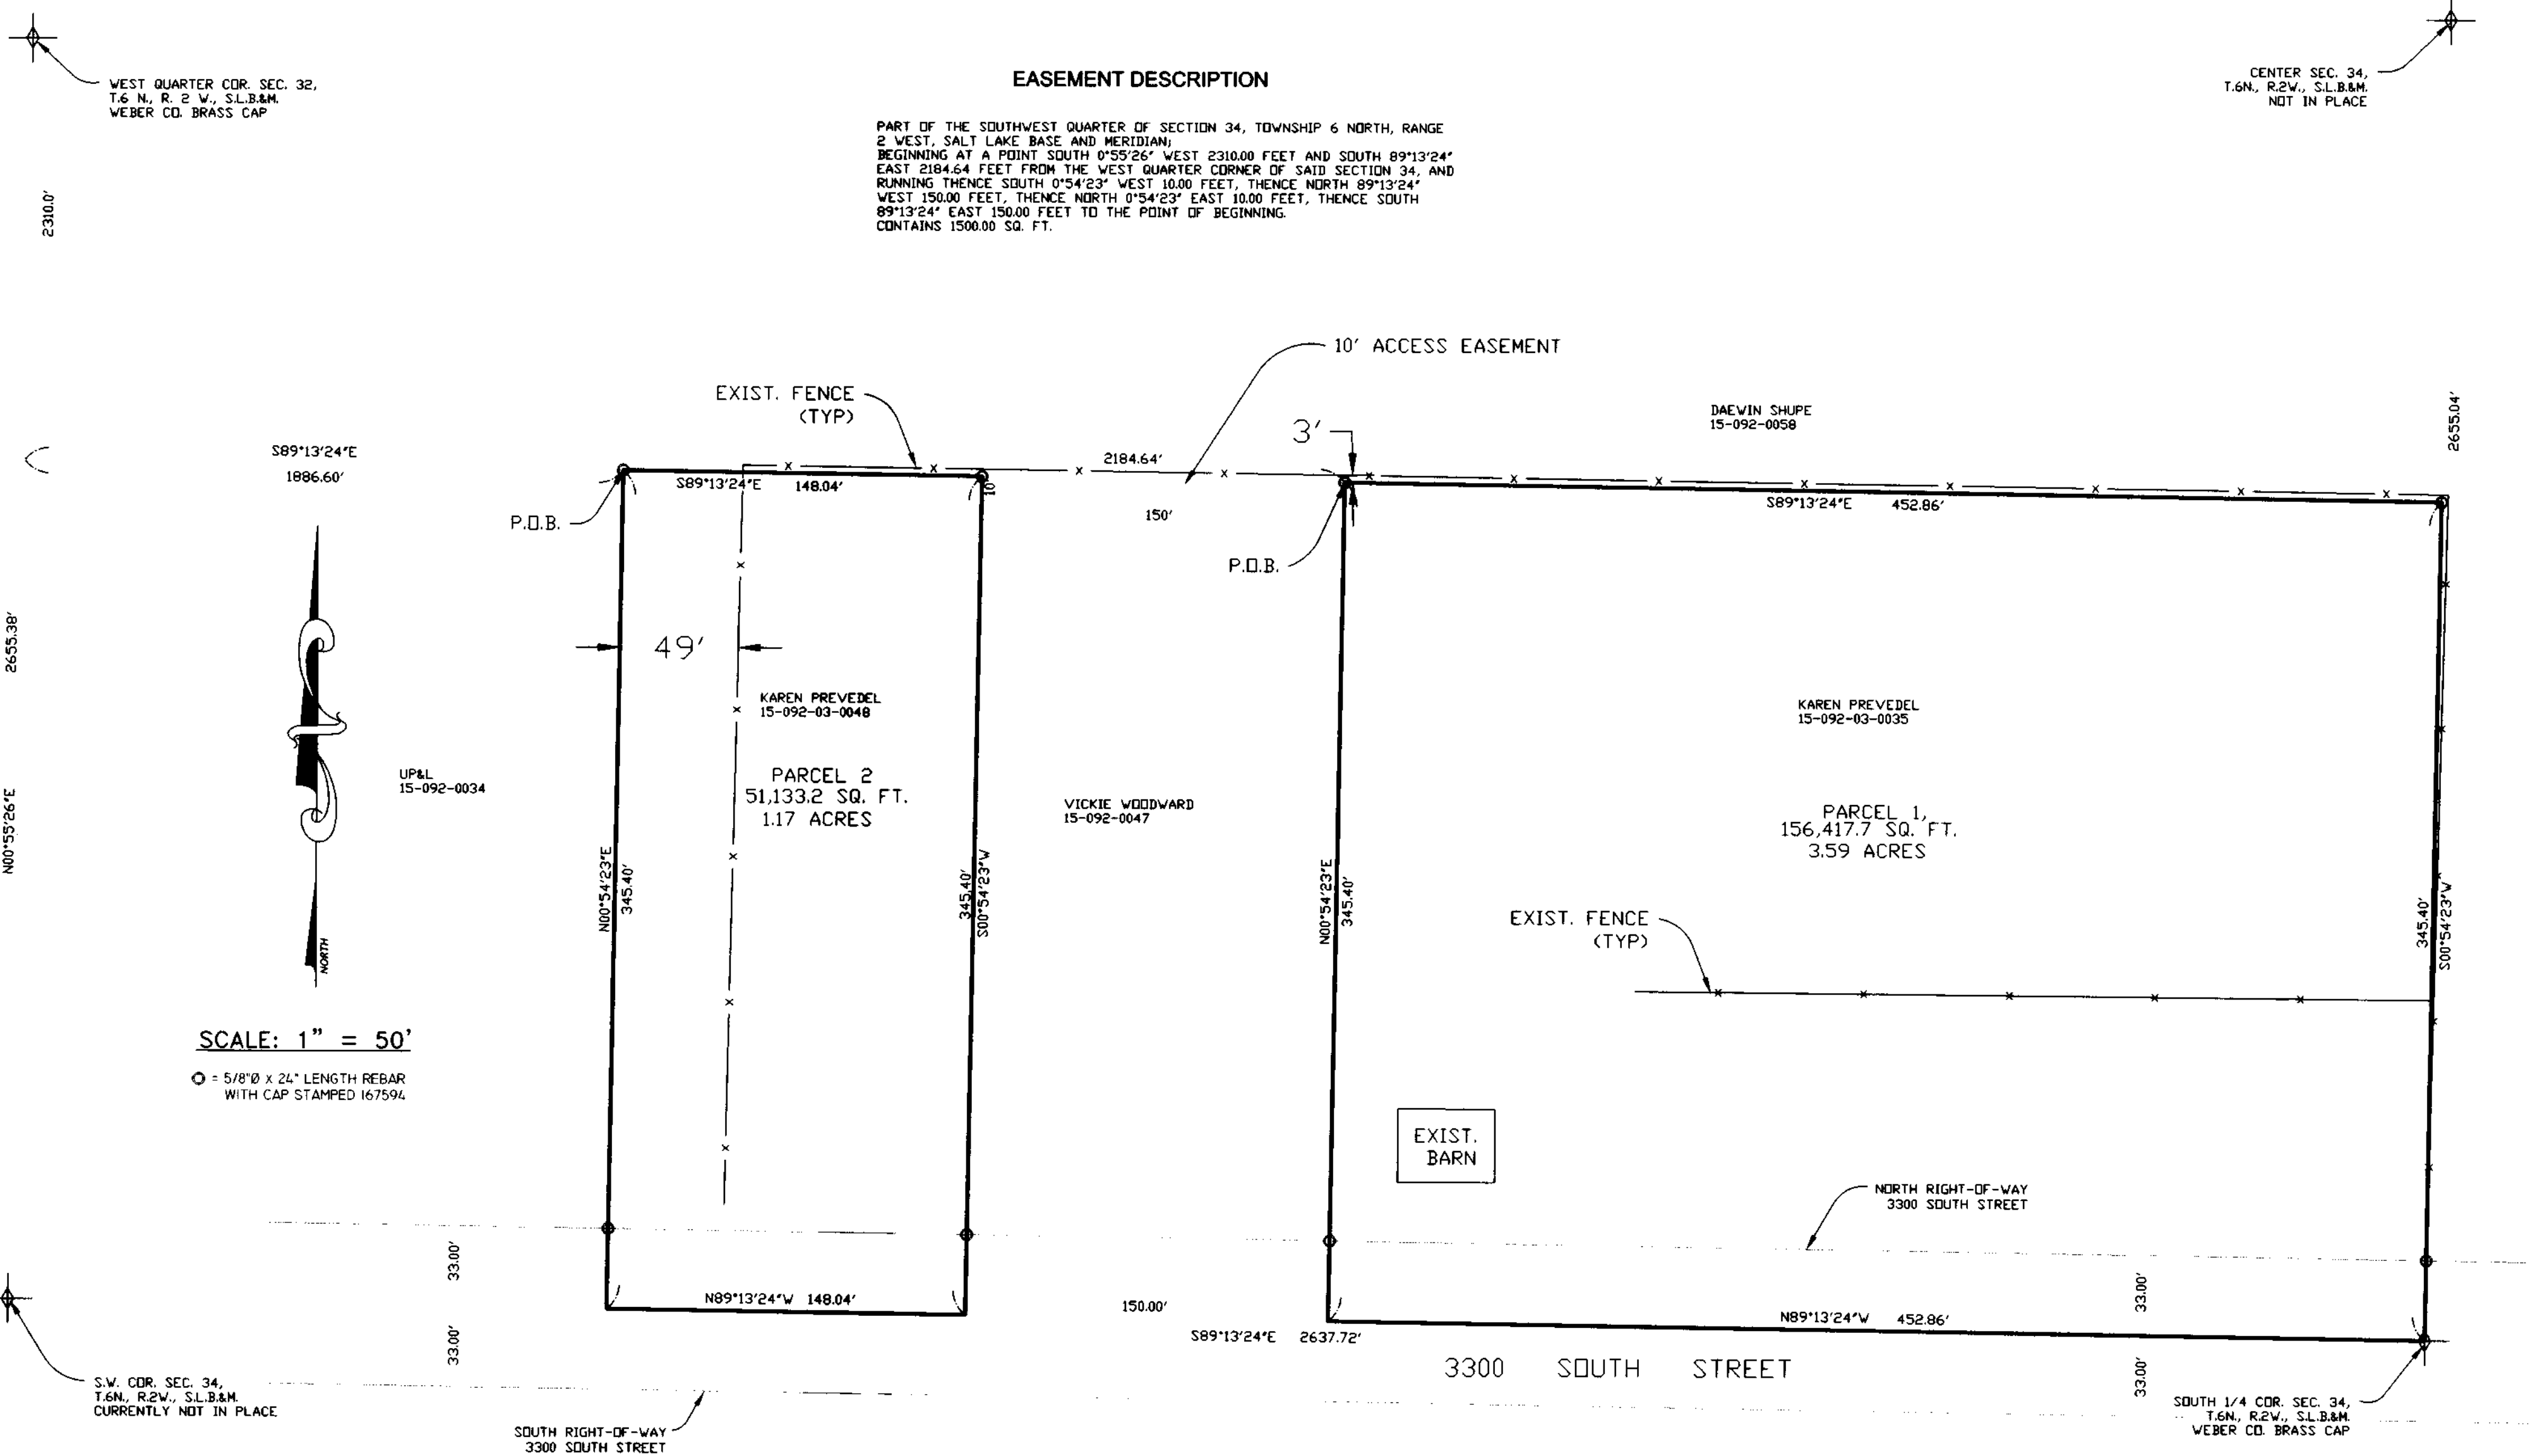 WEST QUARTER COR. SEC. 32,
T.6 N., R. 2 W., S.L.B.&M.
WEBER CO. BRASS CAP
EASEMENT DESCRIPTION
CENTER SEC. 34,
T.6N., R.2W., S.L.B.&M.
NOT IN PLACE
PART OF THE SOUTHWEST QUARTER OF SECTION 34, TOWNSHIP 6 NORTH, RANGE
2 WEST, SALT LAKE BASE AND MERIDIAN;
BEGINNING AT A POINT SOUTH 0°55'26" WEST 2310.00 FEET AND SOUTH 89°13'24"
EAST 2184.64 FEET FROM THE WEST QUARTER CORNER OF SAID SECTION 34, AND
RUNNING THENCE SOUTH 0°54'23" WEST 10.00 FEET, THENCE NORTH 89°13'24"
WEST 150.00 FEET, THENCE NORTH 0°54'23" EAST 10.00 FEET, THENCE SOUTH
89°13'24" EAST 150.00 FEET TO THE POINT OF BEGINNING.
CONTAINS 1500.00 SQ. FT.
2310.0'
10' ACCESS EASEMENT
EXIST. FENCE
(TYP)
DAEWIN SHUPE
15-092-0058
2655.04'
3'
S89°13'24"E
1886.60'
2184.64'
S89°13'24"E 148.04'
10'
150'
S89°13'24"E 452.86'
P.O.B.
P.O.B.
2655.38'
N00°55'26"E
49'
KAREN PREVEDEL
15-092-03-0048
KAREN PREVEDEL
15-092-03-0035
UP&L
15-092-0034
PARCEL 2
51,133.2 SQ. FT.
1.17 ACRES
VICKIE WOODWARD
15-092-0047
PARCEL 1,
156,417.7 SQ. FT.
3.59 ACRES
N00°54'23"E
345.40'
345.40'
S00°54'23"W
N00°54'23"E
345.40'
345.40'
S00°54'23"W
EXIST. FENCE
(TYP)
NORTH
SCALE: 1" = 50'
= 5/8"Ø X 24" LENGTH REBAR
WITH CAP STAMPED 167594
EXIST.
BARN
NORTH RIGHT-OF-WAY
3300 SOUTH STREET
33.00'
33.00'
N89°13'24"W 148.04'
150.00'
N89°13'24"W 452.86'
33.00'
33.00'
S89°13'24"E 2637.72'
3300 SOUTH STREET
S.W. COR. SEC. 34,
T.6N., R.2W., S.L.B.&M.
CURRENTLY NOT IN PLACE
SOUTH RIGHT-OF-WAY
3300 SOUTH STREET
SOUTH 1/4 COR. SEC. 34,
T.6N., R.2W., S.L.B.&M.
WEBER CO. BRASS CAP